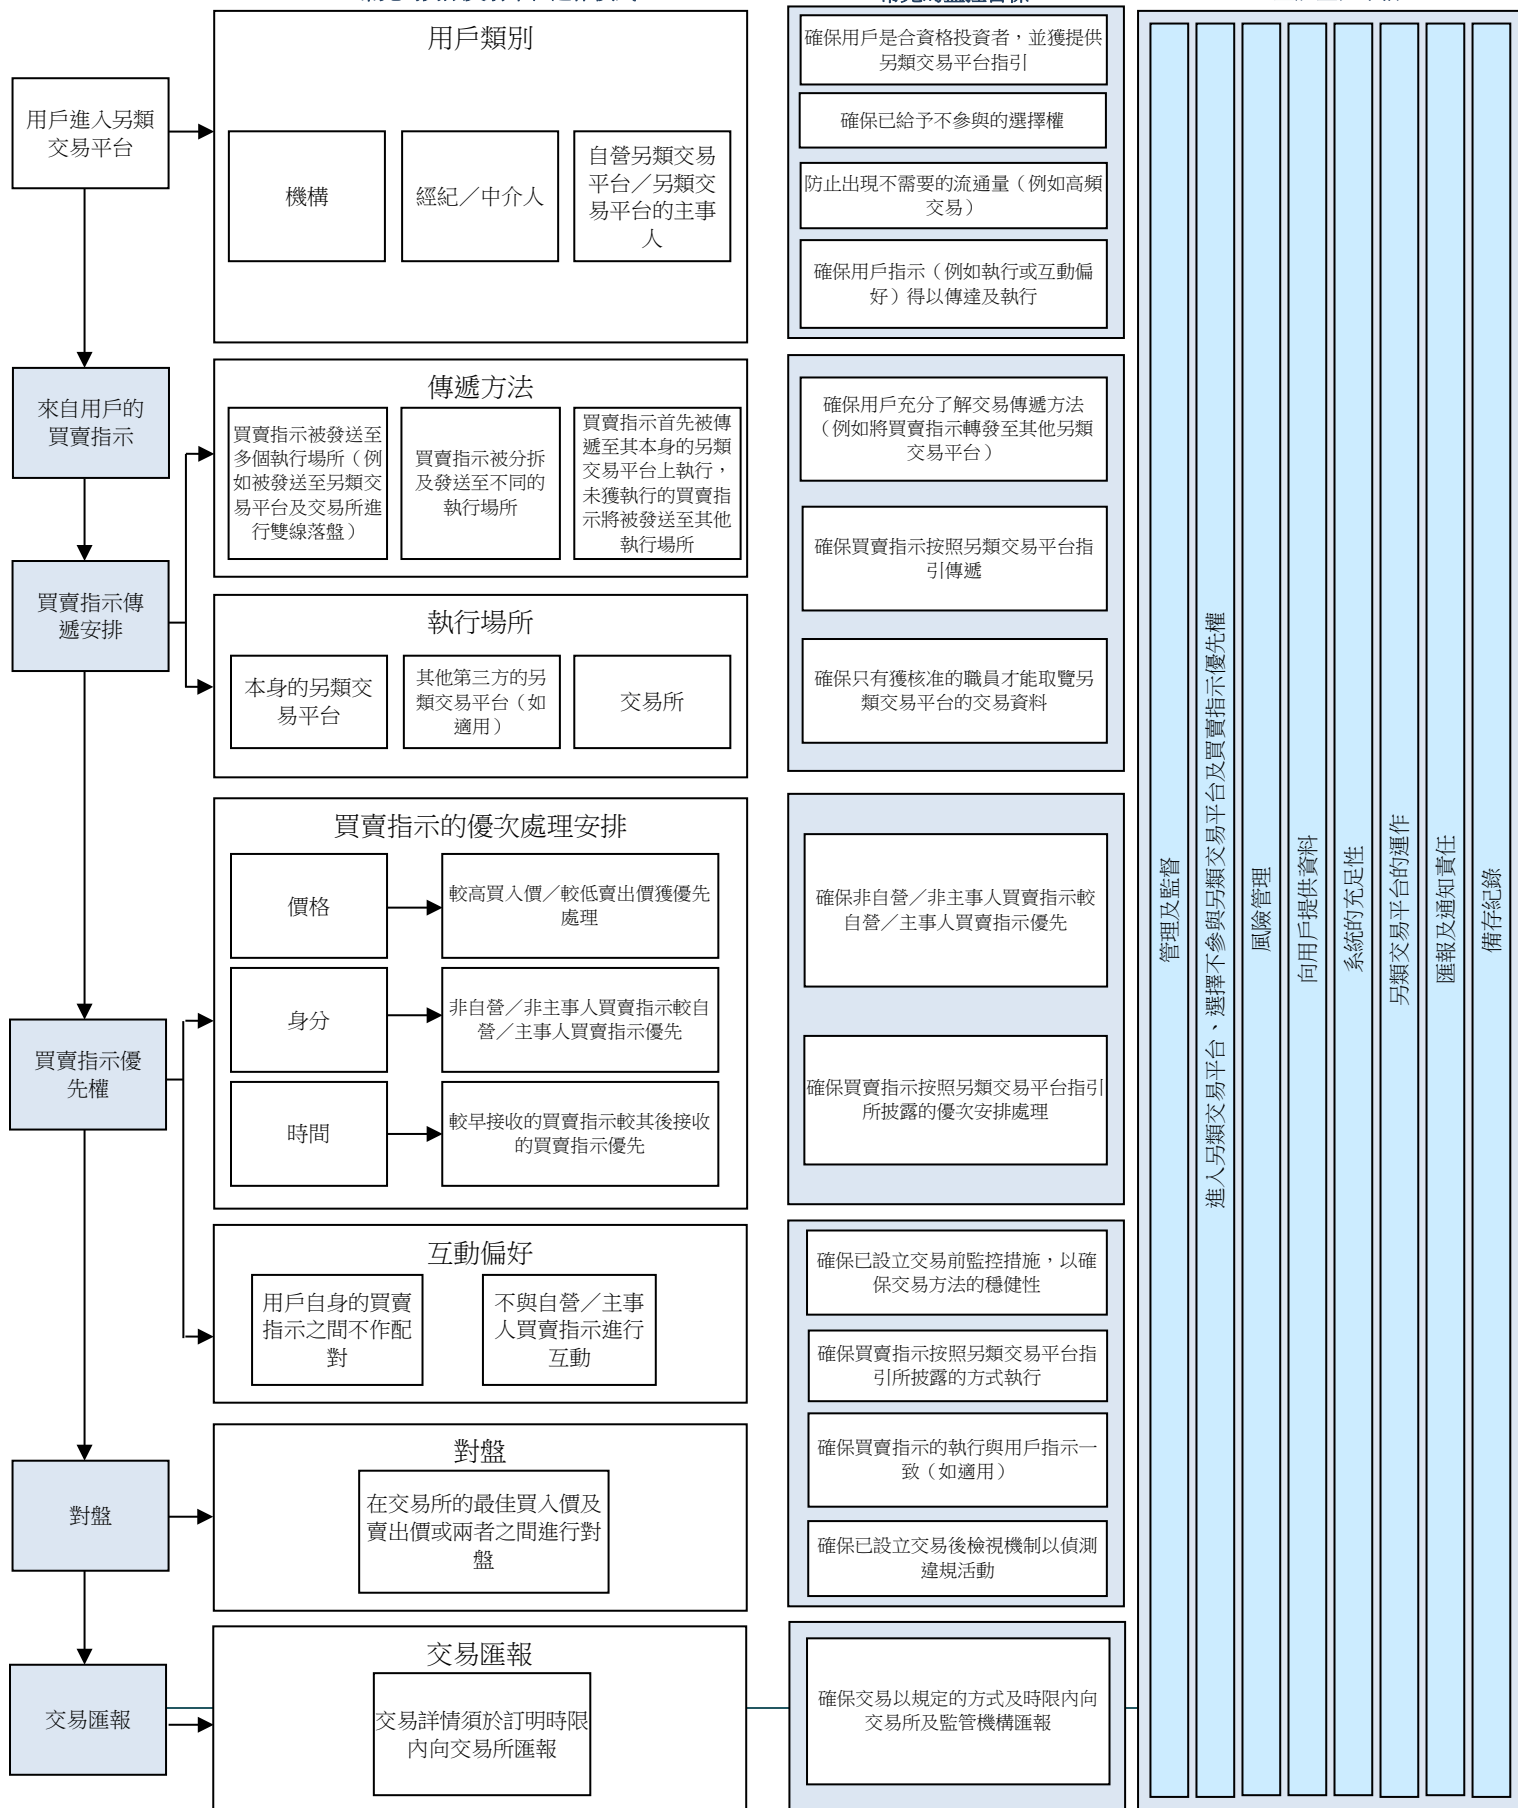 用戶進入另類
交易平台
來自用戶的
買賣指示
買賣指示傳
遞安排
買賣指示優
先權
對盤
交易匯報
用戶類別
機構
經紀／中介人
自營另類交易
平台／另類交
易平台的主事
人
傳遞方法
買賣指示被發送至
多個執行場所（例
如被發送至另類交
易平台及交易所進
行雙線落盤）
買賣指示被分拆
及發送至不同的
執行場所
買賣指示首先被傳
遞至其本身的另類
交易平台上執行，
未獲執行的買賣指
示將被發送至其他
執行場所
執行場所
本身的另類交
易平台
其他第三方的另
類交易平台（如
適用）
交易所
買賣指示的優次處理安排
價格
較高買入價／較低賣出價獲優先
處理
身分
非自營／非主事人買賣指示較自
營／主事人買賣指示優先
時間
較早接收的買賣指示較其後接收
的買賣指示優先
互動偏好
用戶自身的買賣
指示之間不作配
對
不與自營／主事
人買賣指示進行
互動
對盤
在交易所的最佳買入價及
賣出價或兩者之間進行對
盤
交易匯報
交易詳情須於訂明時限
內向交易所匯報
確保用戶是合資格投資者，並獲提供
另類交易平台指引
確保已給予不參與的選擇權
防止出現不需要的流通量（例如高頻
交易）
確保用戶指示（例如執行或互動偏
好）得以傳達及執行
確保用戶充分了解交易傳遞方法
（例如將買賣指示轉發至其他另類
交易平台）
確保買賣指示按照另類交易平台指
引傳遞
確保只有獲核准的職員才能取覽另
類交易平台的交易資料
確保非自營／非主事人買賣指示較
自營／主事人買賣指示優先
確保買賣指示按照另類交易平台指引
所披露的優次安排處理
確保已設立交易前監控措施，以確
保交易方法的穩健性
確保買賣指示按照另類交易平台指
引所披露的方式執行
確保買賣指示的執行與用戶指示一
致（如適用）
確保已設立交易後檢視機制以偵測
違規活動
確保交易以規定的方式及時限內向
交易所及監管機構匯報
管理及監督
進入另類交易平台、選擇不參與另類交易平台及買賣指示優先權
風險管理
向用戶提供資料
系統的充足性
另類交易平台的運作
匯報及通知責任
備存紀錄